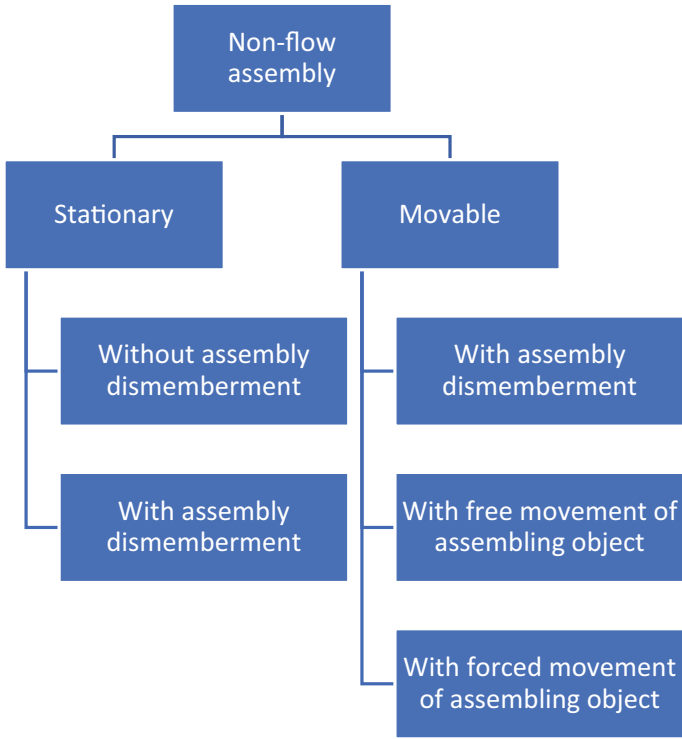 Non-flow
assembly
Stationary
Movable
Without assembly
dismemberment
With assembly
dismemberment
With assembly
dismemberment
With free movement of
assembling object
With forced movement
of assembling object